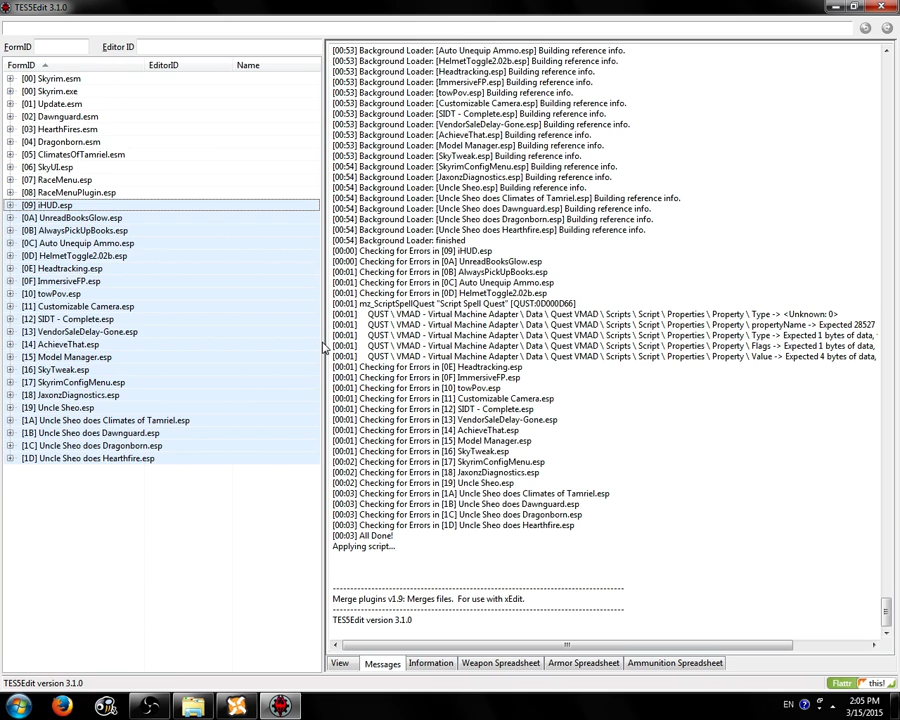 TES5Edit 3.1.0
FormID
Editor ID
FormID EditorID Name
[00] Skyrim.esm
[00] Skyrim.exe
[01] Update.esm
[02] Dawnguard.esm
[03] HearthFires.esm
[04] Dragonborn.esm
[05] ClimatesOfTamriel.esm
[06] SkyUI.esp
[07] RaceMenu.esp
[08] RaceMenuPlugin.esp
[09] iHUD.esp
[0A] UnreadBooksGlow.esp
[0B] AlwaysPickUpBooks.esp
[0C] Auto Unequip Ammo.esp
[0D] HelmetToggle2.02b.esp
[0E] Headtracking.esp
[0F] ImmersiveFP.esp
[10] towPov.esp
[11] Customizable Camera.esp
[12] SIDT - Complete.esp
[13] VendorSaleDelay-Gone.esp
[14] AchieveThat.esp
[15] Model Manager.esp
[16] SkyTweak.esp
[17] SkyrimConfigMenu.esp
[18] JaxonzDiagnostics.esp
[19] Uncle Sheo.esp
[1A] Uncle Sheo does Climates of Tamriel.esp
[1B] Uncle Sheo does Dawnguard.esp
[1C] Uncle Sheo does Dragonborn.esp
[1D] Uncle Sheo does Hearthfire.esp
[00:53] Background Loader: [Auto Unequip Ammo.esp] Building reference info.
[00:53] Background Loader: [HelmetToggle2.02b.esp] Building reference info.
[00:53] Background Loader: [Headtracking.esp] Building reference info.
[00:53] Background Loader: [ImmersiveFP.esp] Building reference info.
[00:53] Background Loader: [towPov.esp] Building reference info.
[00:53] Background Loader: [Customizable Camera.esp] Building reference info.
[00:53] Background Loader: [SIDT - Complete.esp] Building reference info.
[00:53] Background Loader: [VendorSaleDelay-Gone.esp] Building reference info.
[00:53] Background Loader: [AchieveThat.esp] Building reference info.
[00:53] Background Loader: [Model Manager.esp] Building reference info.
[00:53] Background Loader: [SkyTweak.esp] Building reference info.
[00:54] Background Loader: [SkyrimConfigMenu.esp] Building reference info.
[00:54] Background Loader: [JaxonzDiagnostics.esp] Building reference info.
[00:54] Background Loader: [Uncle Sheo.esp] Building reference info.
[00:54] Background Loader: [Uncle Sheo does Climates of Tamriel.esp] Building reference info.
[00:54] Background Loader: [Uncle Sheo does Dawnguard.esp] Building reference info.
[00:54] Background Loader: [Uncle Sheo does Dragonborn.esp] Building reference info.
[00:54] Background Loader: [Uncle Sheo does Hearthfire.esp] Building reference info.
[00:54] Background Loader: finished
[00:00] Checking for Errors in [09] iHUD.esp
[00:00] Checking for Errors in [0A] UnreadBooksGlow.esp
[00:01] Checking for Errors in [0B] AlwaysPickUpBooks.esp
[00:01] Checking for Errors in [0C] Auto Unequip Ammo.esp
[00:01] Checking for Errors in [0D] HelmetToggle2.02b.esp
[00:01] mz_ScriptSpellQuest "Script Spell Quest" [QUST:0D000D66]
[00:01] QUST \ VMAD - Virtual Machine Adapter \ Data \ Quest VMAD \ Scripts \ Script \ Properties \ Property \ Type -> <Unknown: 0>
[00:01] QUST \ VMAD - Virtual Machine Adapter \ Data \ Quest VMAD \ Scripts \ Script \ Properties \ Property \ propertyName -> Expected 28527
[00:01] QUST \ VMAD - Virtual Machine Adapter \ Data \ Quest VMAD \ Scripts \ Script \ Properties \ Property \ Type -> Expected 1 bytes of data,
[00:01] QUST \ VMAD - Virtual Machine Adapter \ Data \ Quest VMAD \ Scripts \ Script \ Properties \ Property \ Flags -> Expected 1 bytes of data,
[00:01] QUST \ VMAD - Virtual Machine Adapter \ Data \ Quest VMAD \ Scripts \ Script \ Properties \ Property \ Value -> Expected 4 bytes of data,
[00:01] Checking for Errors in [0E] Headtracking.esp
[00:01] Checking for Errors in [0F] ImmersiveFP.esp
[00:01] Checking for Errors in [10] towPov.esp
[00:01] Checking for Errors in [11] Customizable Camera.esp
[00:01] Checking for Errors in [12] SIDT - Complete.esp
[00:01] Checking for Errors in [13] VendorSaleDelay-Gone.esp
[00:01] Checking for Errors in [14] AchieveThat.esp
[00:01] Checking for Errors in [15] Model Manager.esp
[00:01] Checking for Errors in [16] SkyTweak.esp
[00:02] Checking for Errors in [17] SkyrimConfigMenu.esp
[00:02] Checking for Errors in [18] JaxonzDiagnostics.esp
[00:02] Checking for Errors in [19] Uncle Sheo.esp
[00:03] Checking for Errors in [1A] Uncle Sheo does Climates of Tamriel.esp
[00:03] Checking for Errors in [1B] Uncle Sheo does Dawnguard.esp
[00:03] Checking for Errors in [1C] Uncle Sheo does Dragonborn.esp
[00:03] Checking for Errors in [1D] Uncle Sheo does Hearthfire.esp
[00:03] All Done!
Applying script...
Merge plugins v1.9: Merges files. For use with xEdit.
TES5Edit version 3.1.0
View Messages Information Weapon Spreadsheet Armor Spreadsheet Ammunition Spreadsheet
TES5Edit version 3.1.0
Flattr this!
EN
2:05 PM
3/15/2015